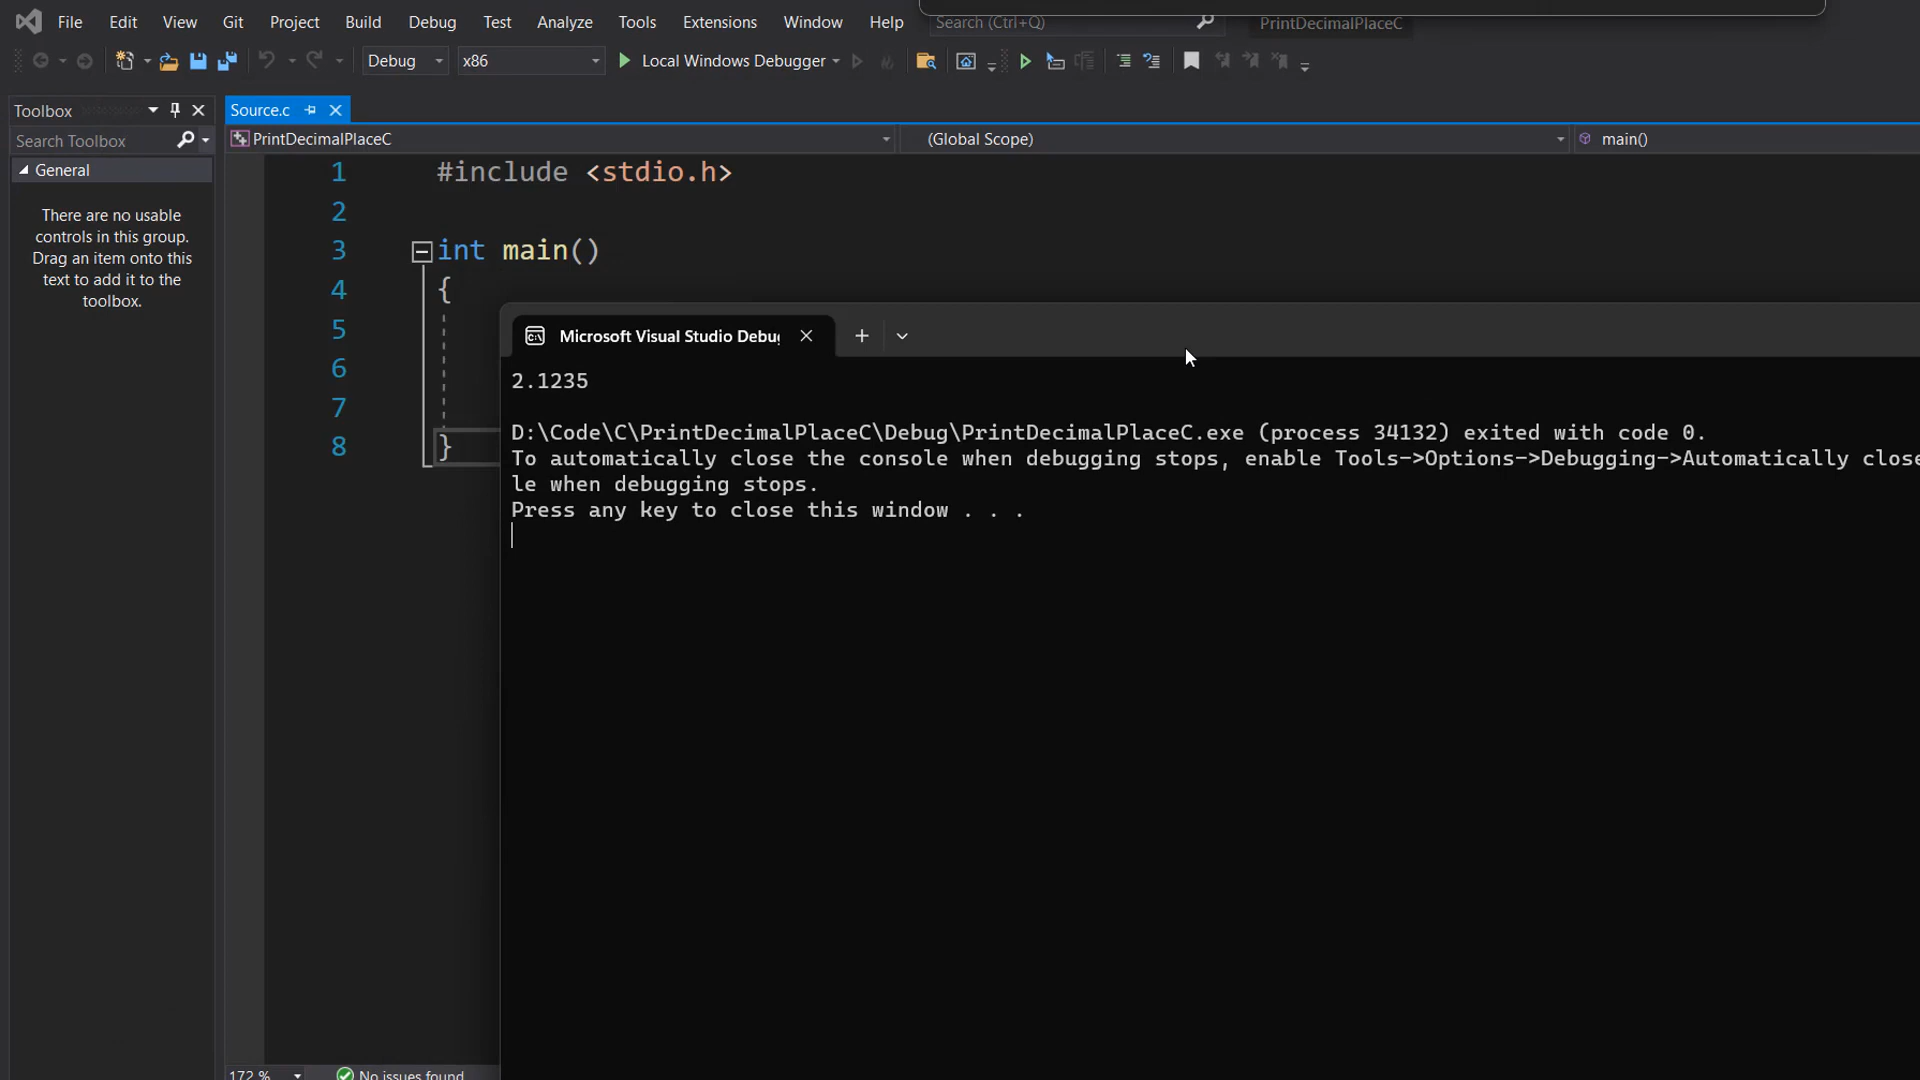 File Edit View Git Project Build Debug Test Analyze Tools Extensions Window Help Search (Ctrl+Q) PrintDecimalPlaceC
Debug x86 Local Windows Debugger
Toolbox
Search Toolbox
General
There are no usable
controls in this group.
Drag an item onto this
text to add it to the
toolbox.
Source.c
PrintDecimalPlaceC (Global Scope) main()
1 #include <stdio.h>
2
3 int main()
4 {
5
6
7
8 }
Microsoft Visual Studio Debug
2.1235
D:\Code\C\PrintDecimalPlaceC\Debug\PrintDecimalPlaceC.exe (process 34132) exited with code 0.
To automatically close the console when debugging stops, enable Tools->Options->Debugging->Automatically close
le when debugging stops.
Press any key to close this window . . .
172 % No issues found